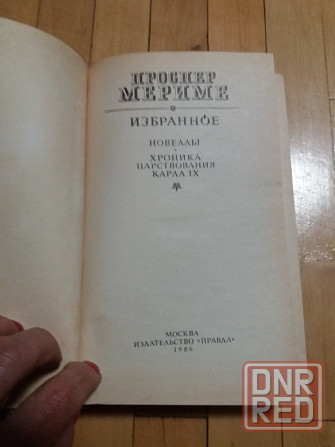 ПРОСПЕР
МЕРИМЕ
ИЗБРАННОЕ
НОВЕЛЛЫ
ХРОНИКА
ЦАРСТВОВАНИЯ
КАРЛА IX
МОСКВА
ИЗДАТЕЛЬСТВО «ПРАВДА»
1986
DNR
RED